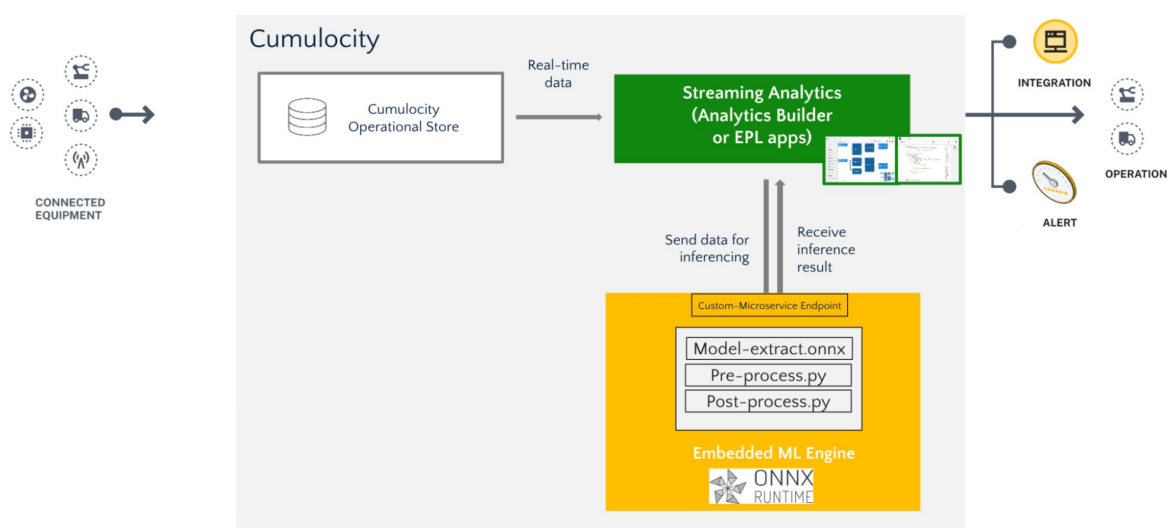 Cumulocity
CONNECTED
EQUIPMENT
Cumulocity
Operational Store
Real-time
data
Streaming Analytics
(Analytics Builder
or EPL apps)
INTEGRATION
OPERATION
ALERT
Send data for
inferencing
Receive
inference
result
Custom-Microservice Endpoint
Model-extract.onnx
Pre-process.py
Post-process.py
Embedded ML Engine
ONNX
RUNTIME